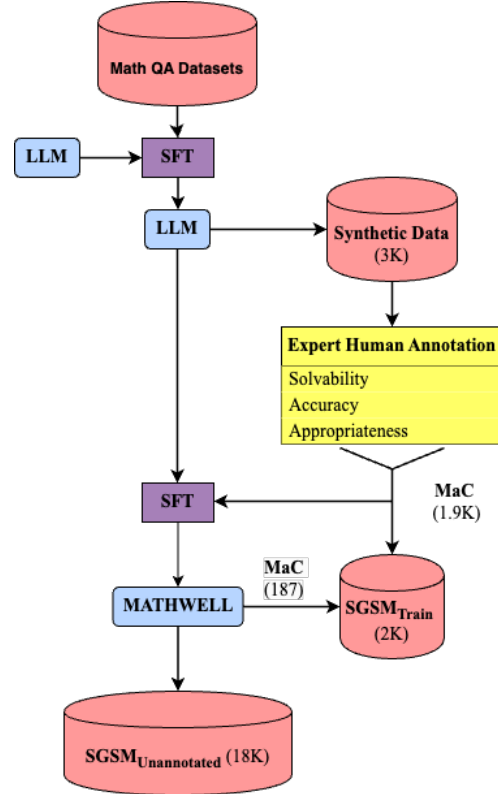 Math QA Datasets
LLM
SFT
LLM
Synthetic Data
(3K)
Expert Human Annotation
Solvability
Accuracy
Appropriateness
SFT
MaC
(1.9K)
MaC
(187)
MATHWELL
SGSM_Train
(2K)
SGSM_Unannotated (18K)